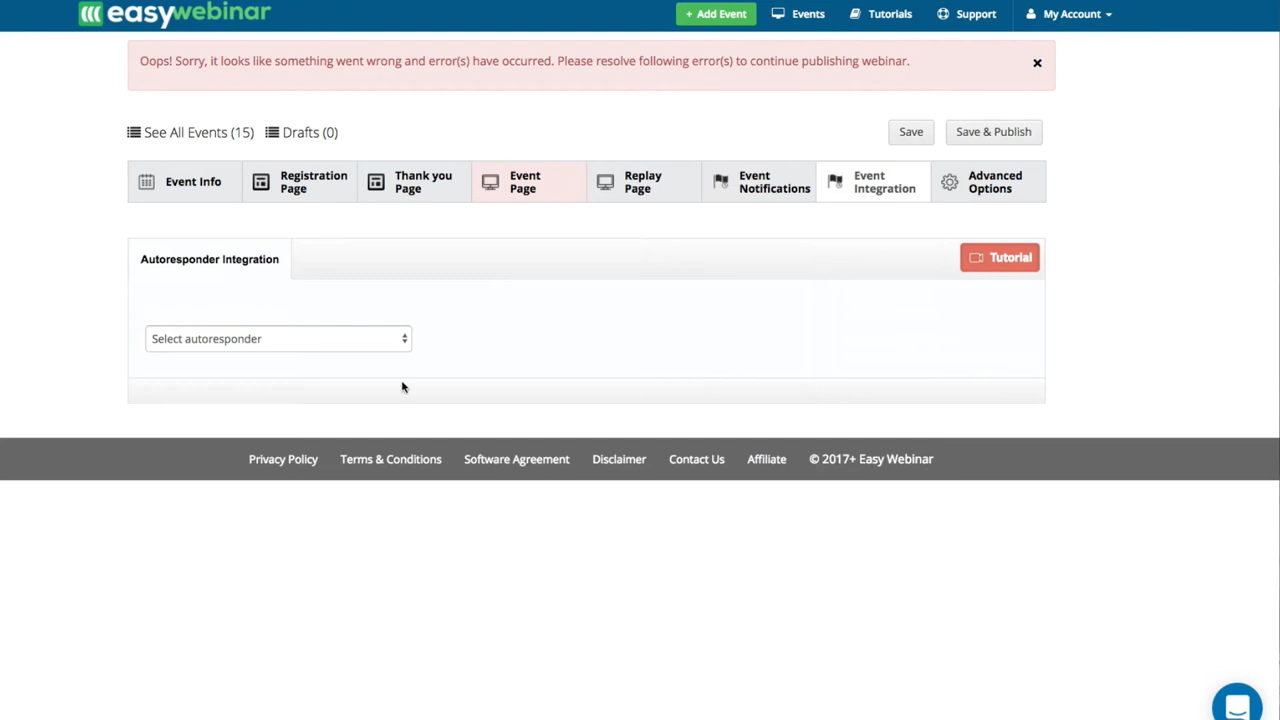 easywebinar
+ Add Event
Events
Tutorials
Support
My Account
Oops! Sorry, it looks like something went wrong and error(s) have occurred. Please resolve following error(s) to continue publishing webinar.
See All Events (15)
Drafts (0)
Save
Save & Publish
Event Info
Registration
Page
Thank you
Page
Event
Page
Replay
Page
Event
Notifications
Event
Integration
Advanced
Options
Autoresponder Integration
Tutorial
Select autoresponder
Privacy Policy
Terms & Conditions
Software Agreement
Disclaimer
Contact Us
Affiliate
© 2017+ Easy Webinar